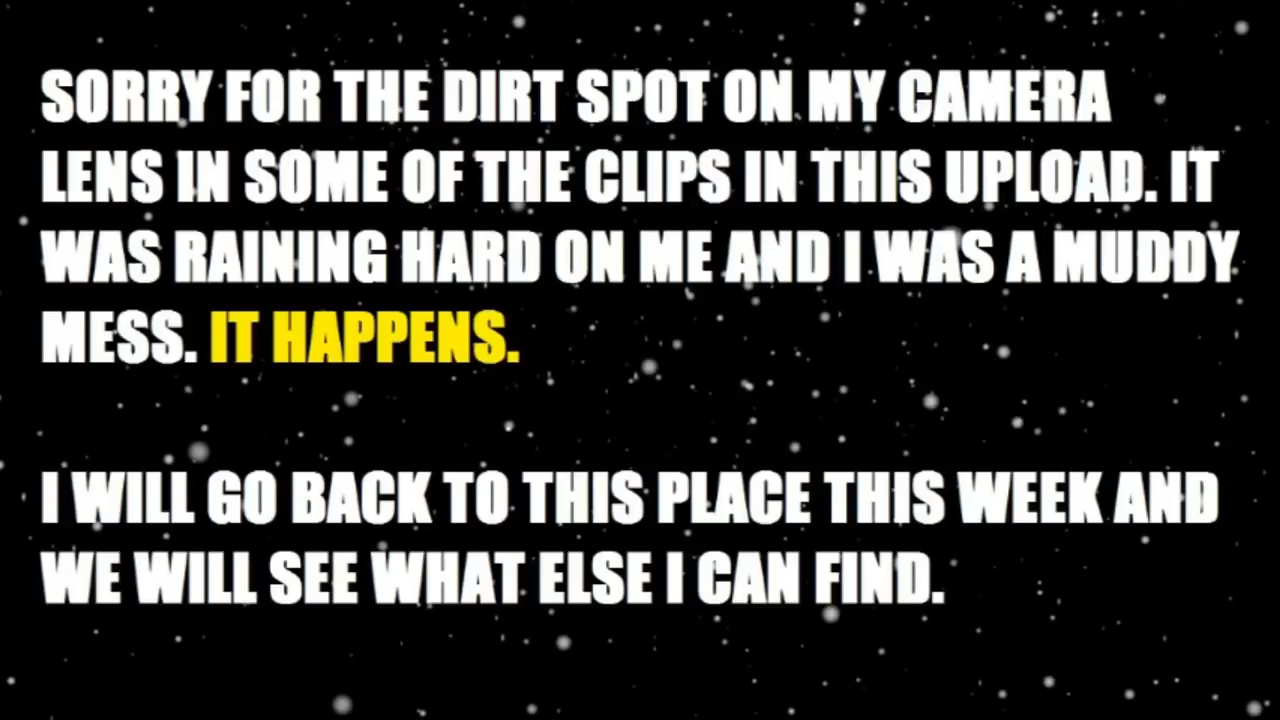 SORRY FOR THE DIRT SPOT ON MY CAMERA
LENS IN SOME OF THE CLIPS IN THIS UPLOAD. IT
WAS RAINING HARD ON ME AND I WAS A MUDDY
MESS. IT HAPPENS.
I WILL GO BACK TO THIS PLACE THIS WEEK AND
WE WILL SEE WHAT ELSE I CAN FIND.